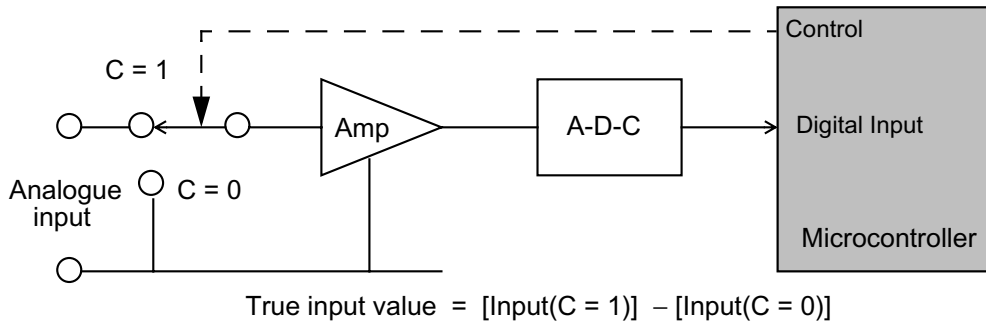 Control
C = 1
Amp
A-D-C
Digital Input
Analogue
input
C = 0
Microcontroller
True input value = [Input(C = 1)] – [Input(C = 0)]